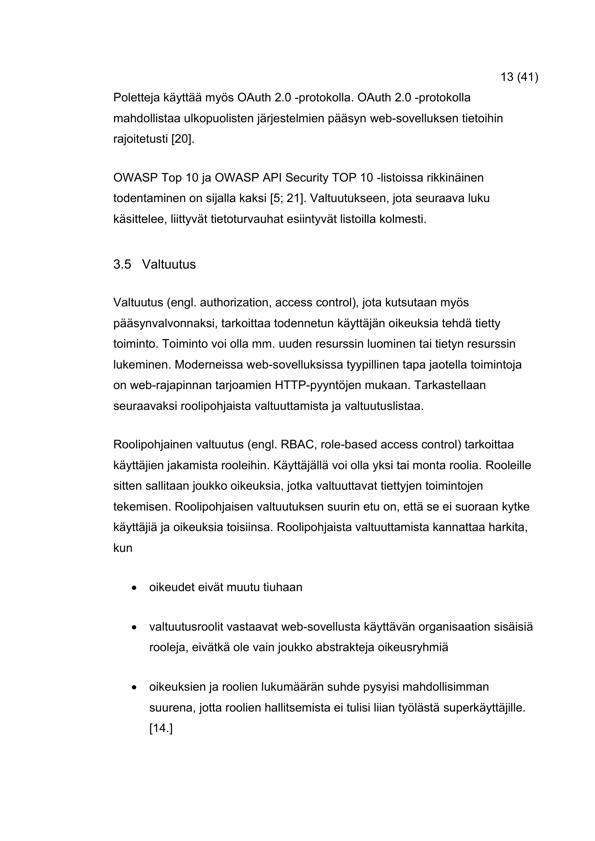 13 (41)
Poletteja käyttää myös OAuth 2.0 -protokolla. OAuth 2.0 -protokolla
mahdollistaa ulkopuolisten järjestelmien pääsyn web-sovelluksen tietoihin
rajoitetusti [20].
OWASP Top 10 ja OWASP API Security TOP 10 -listoissa rikkinäinen
todentaminen on sijalla kaksi [5; 21]. Valtuutukseen, jota seuraava luku
käsittelee, liittyvät tietoturvauhat esiintyvät listoilla kolmesti.
3.5 Valtuutus
Valtuutus (engl. authorization, access control), jota kutsutaan myös
pääsynvalvonnaksi, tarkoittaa todennetun käyttäjän oikeuksia tehdä tietty
toiminto. Toiminto voi olla mm. uuden resurssin luominen tai tietyn resurssin
lukeminen. Moderneissa web-sovelluksissa tyypillinen tapa jaotella toimintoja
on web-rajapinnan tarjoamien HTTP-pyyntöjen mukaan. Tarkastellaan
seuraavaksi roolipohjaista valtuuttamista ja valtuutuslistaa.
Roolipohjainen valtuutus (engl. RBAC, role-based access control) tarkoittaa
käyttäjien jakamista rooleihin. Käyttäjällä voi olla yksi tai monta roolia. Rooleille
sitten sallitaan joukko oikeuksia, jotka valtuuttavat tiettyjen toimintojen
tekemisen. Roolipohjaisen valtuutuksen suurin etu on, että se ei suoraan kytke
käyttäjiä ja oikeuksia toisiinsa. Roolipohjaista valtuuttamista kannattaa harkita,
kun
• oikeudet eivät muutu tiuhaan
• valtuutusroolit vastaavat web-sovellusta käyttävän organisaation sisäisiä
rooleja, eivätkä ole vain joukko abstrakteja oikeusryhmiä
• oikeuksien ja roolien lukumäärän suhde pysyisi mahdollisimman
suurena, jotta roolien hallitsemista ei tulisi liian työlästä superkäyttäjille.
[14.]